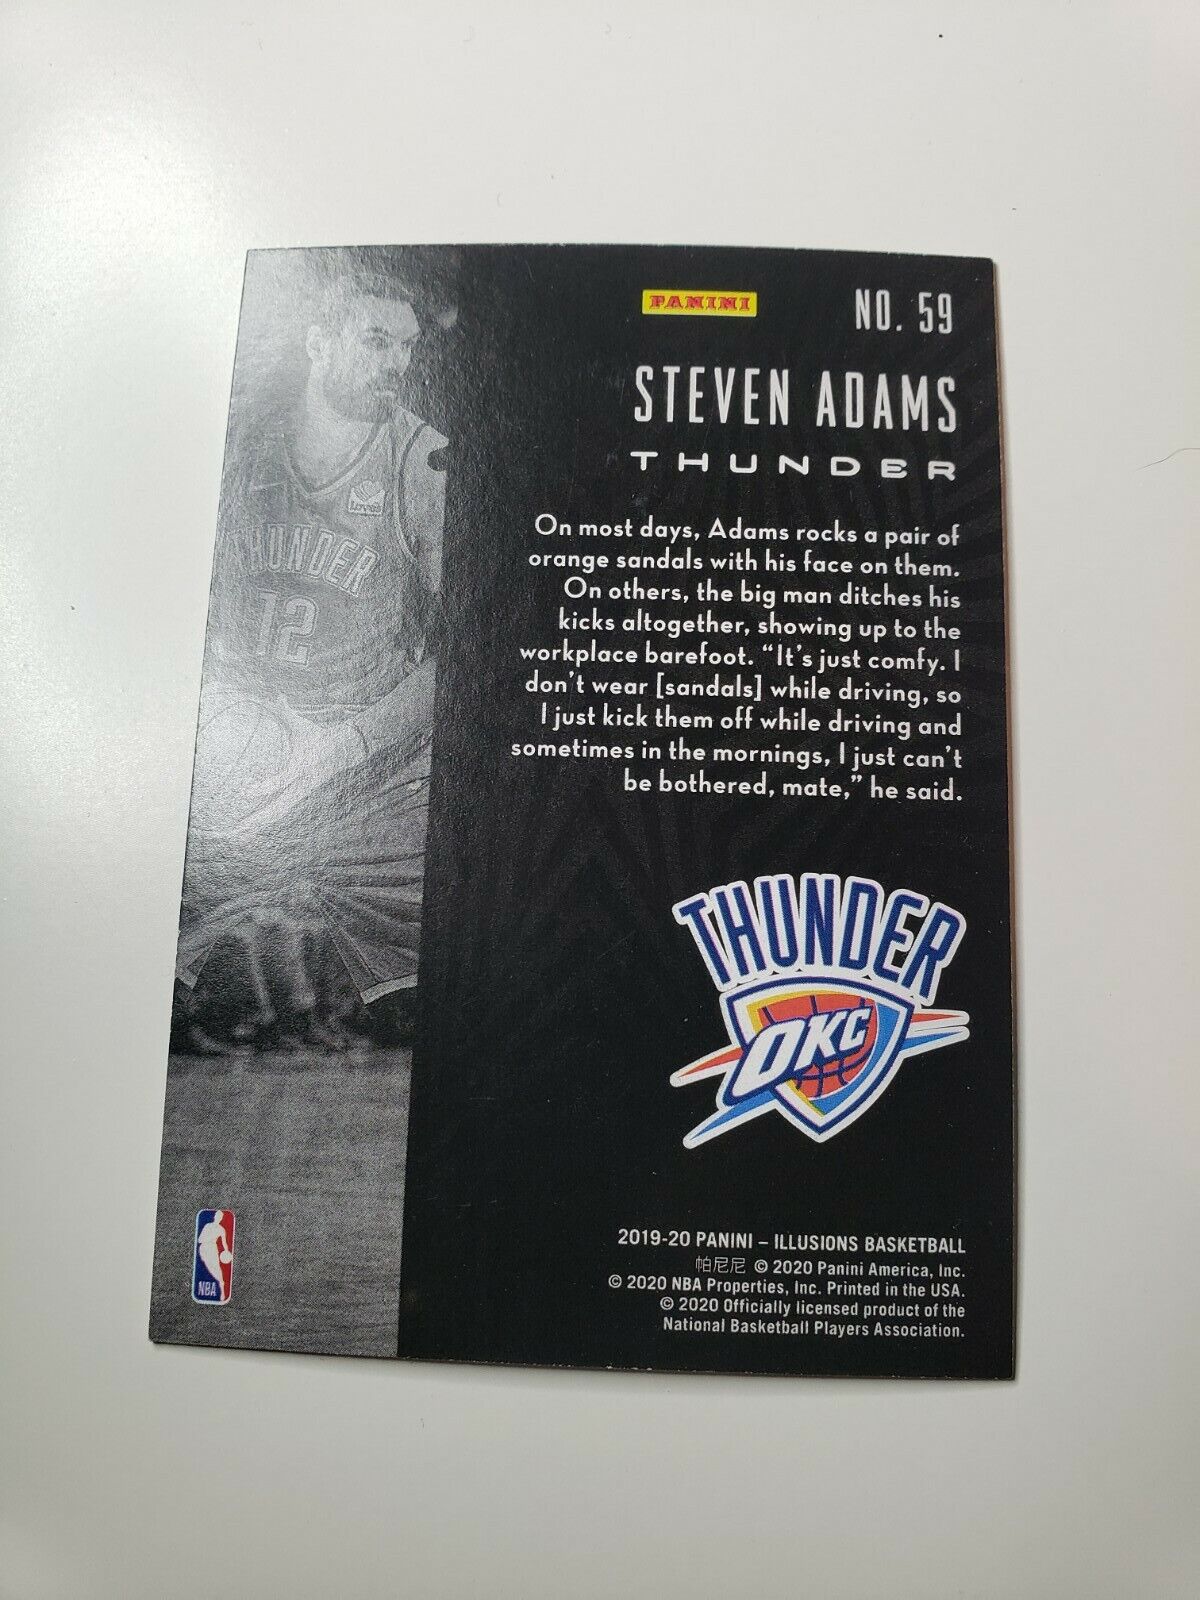 PANINI
NO. 59
STEVEN ADAMS
THUNDER
On most days, Adams rocks a pair of
orange sandals with his face on them.
On others, the big man ditches his
kicks altogether, showing up to the
workplace barefoot. “It’s just comfy. I
don’t wear [sandals] while driving, so
I just kick them off while driving and
sometimes in the mornings, I just can’t
be bothered, mate,” he said.
THUNDER
12
THUNDER
OKC
NBA
2019-20 PANINI – ILLUSIONS BASKETBALL
帕尼尼 © 2020 Panini America, Inc.
© 2020 NBA Properties, Inc. Printed in the USA.
© 2020 Officially licensed product of the
National Basketball Players Association.